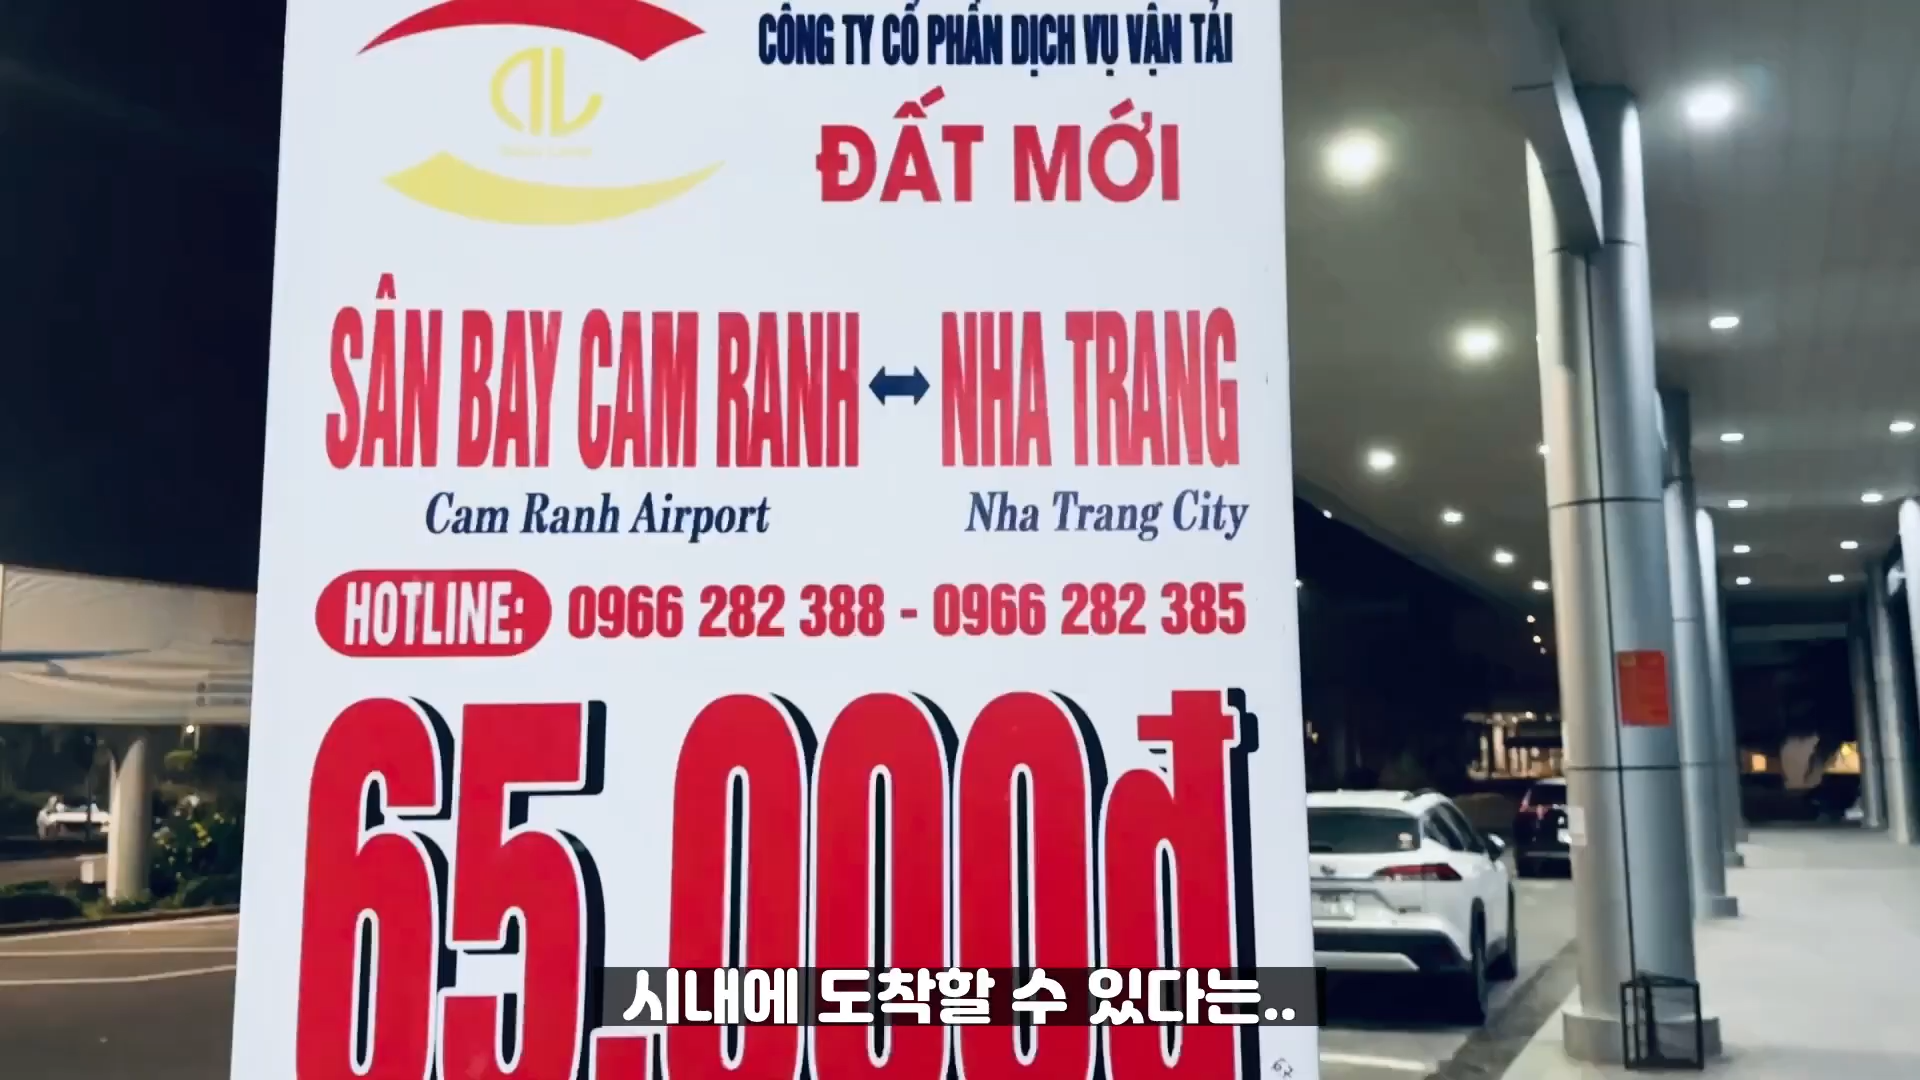 CÔNG TY CỔ PHẦN DỊCH VỤ VẬN TẢI
ĐẤT MỚI
SÂN BAY CAM RANH ↔ NHA TRANG
Cam Ranh Airport Nha Trang City
HOTLINE: 0966 282 388 - 0966 282 385
65.000đ
시내에 도착할 수 있다는..